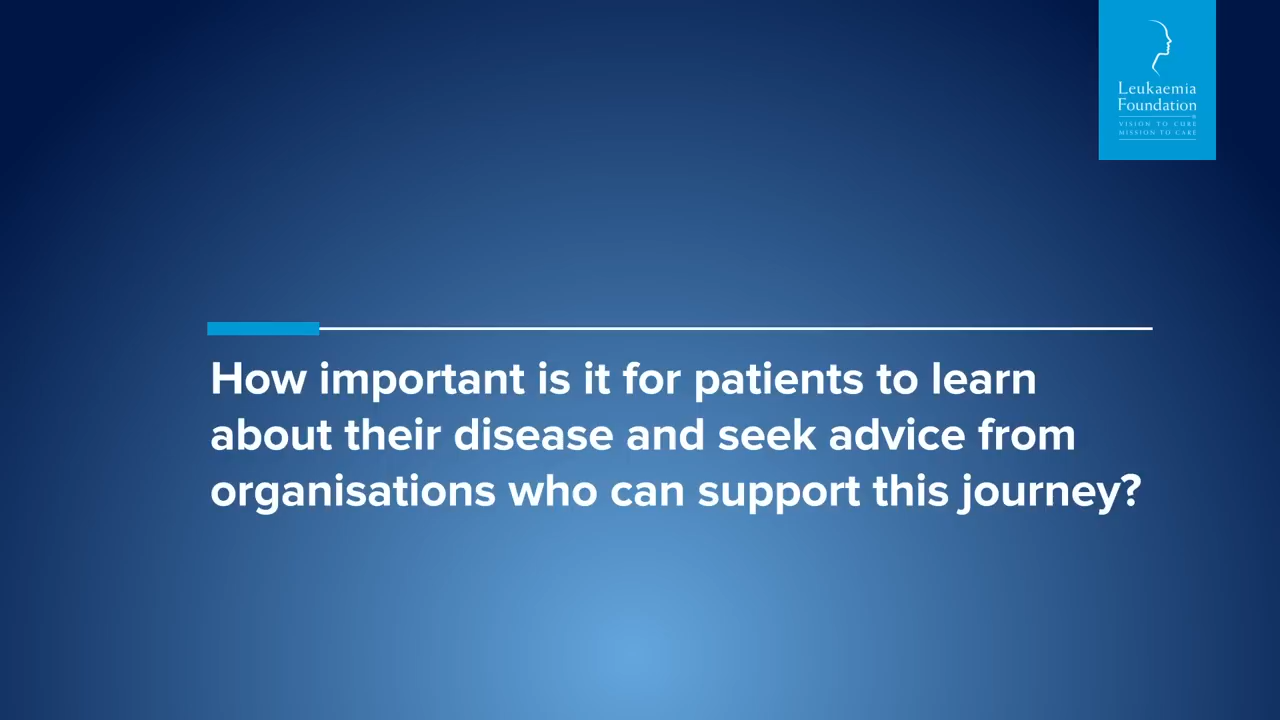 Leukaemia
Foundation
VISION TO CURE
MISSION TO CARE
How important is it for patients to learn
about their disease and seek advice from
organisations who can support this journey?